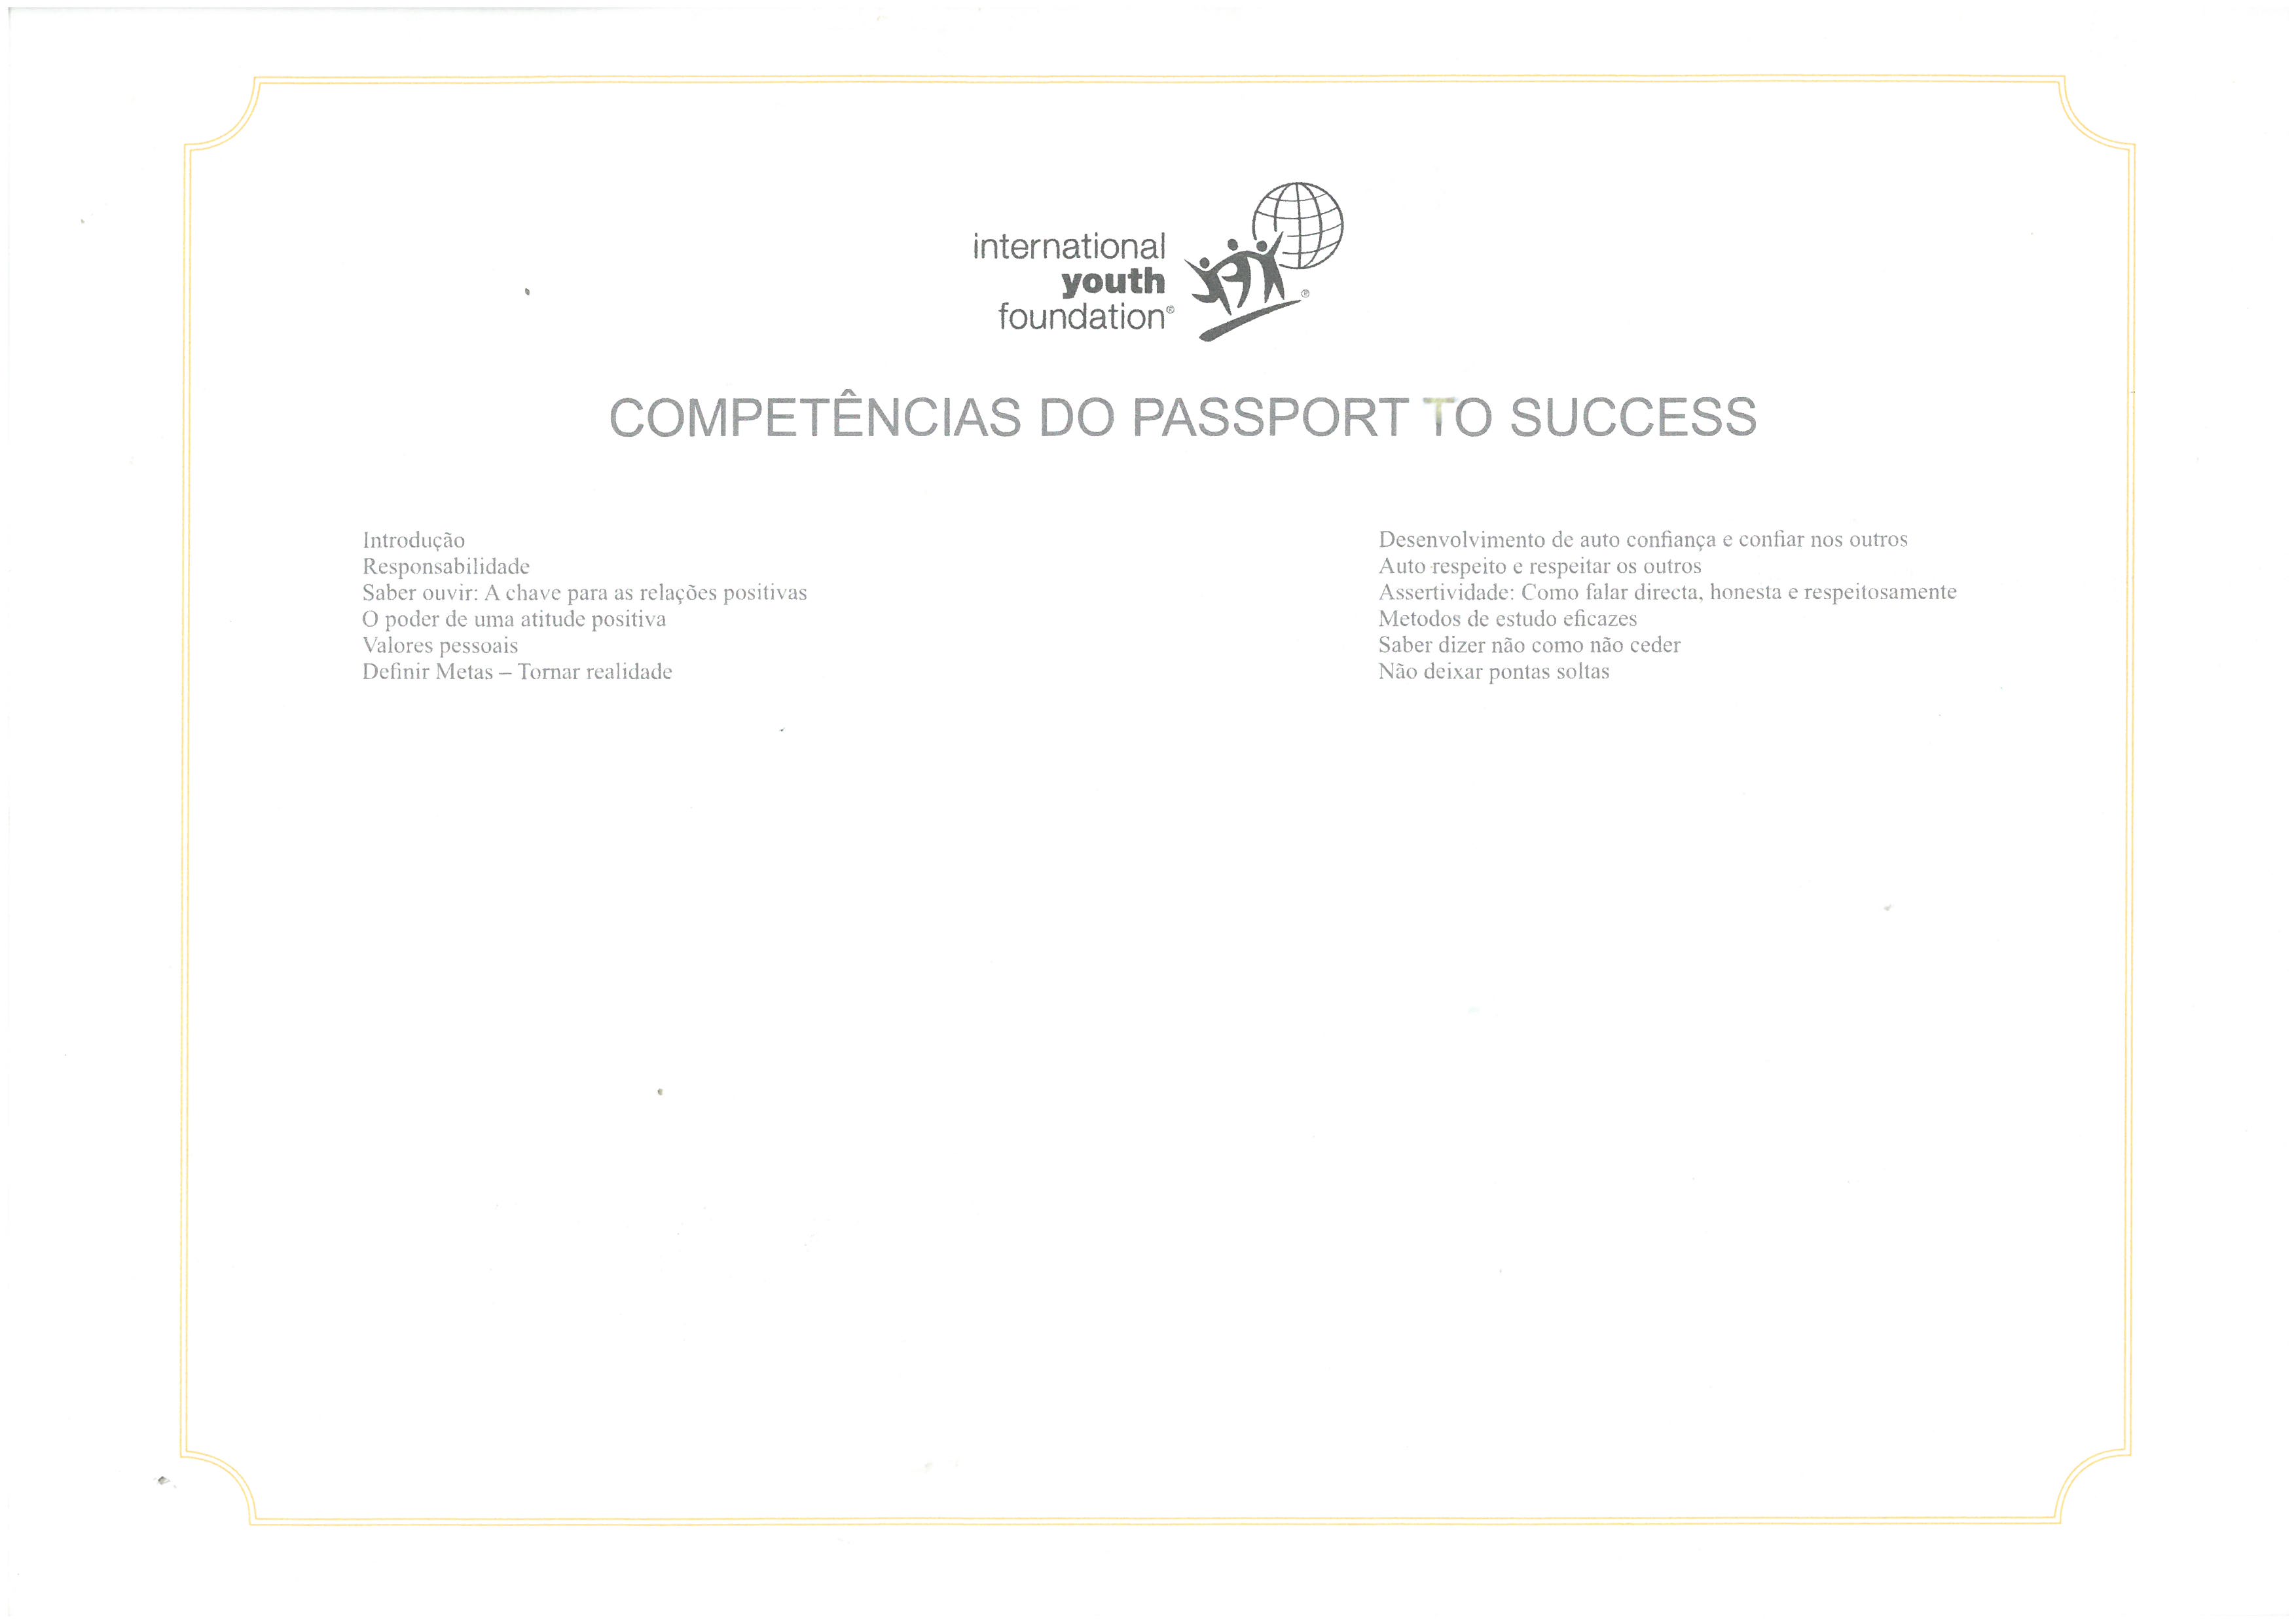 international
youth
foundation®
COMPETÊNCIAS DO PASSPORT TO SUCCESS
Introdução
Responsabilidade
Saber ouvir: A chave para as relações positivas
O poder de uma atitude positiva
Valores pessoais
Definir Metas – Tornar realidade
Desenvolvimento de auto confiança e confiar nos outros
Auto respeito e respeitar os outros
Assertividade: Como falar directa, honesta e respeitosamente
Metodos de estudo eficazes
Saber dizer não como não ceder
Não deixar pontas soltas